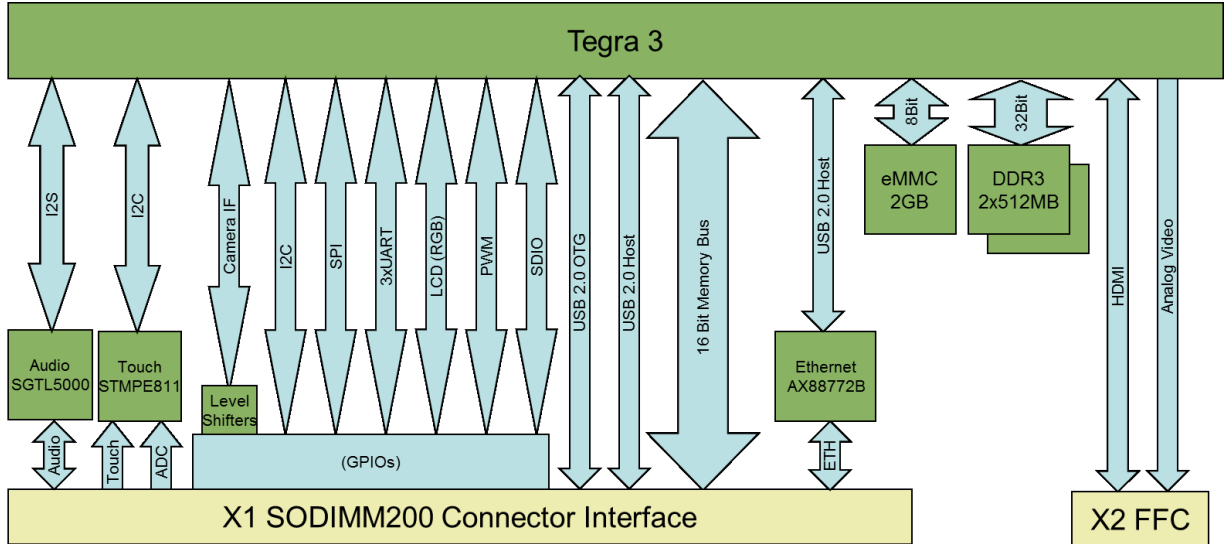 Tegra 3
I2S
I2C
Camera IF
I2C
SPI
3xUART
LCD (RGB)
PWM
SDIO
USB 2.0 OTG
USB 2.0 Host
16 Bit Memory Bus
USB 2.0 Host
8Bit
32Bit
eMMC
2GB
DDR3
2x512MB
HDMI
Analog Video
Audio
SGTL5000
Touch
STMPE811
Level
Shifters
Ethernet
AX88772B
Audio
Touch
ADC
(GPIOs)
ETH
X1 SODIMM200 Connector Interface
X2 FFC